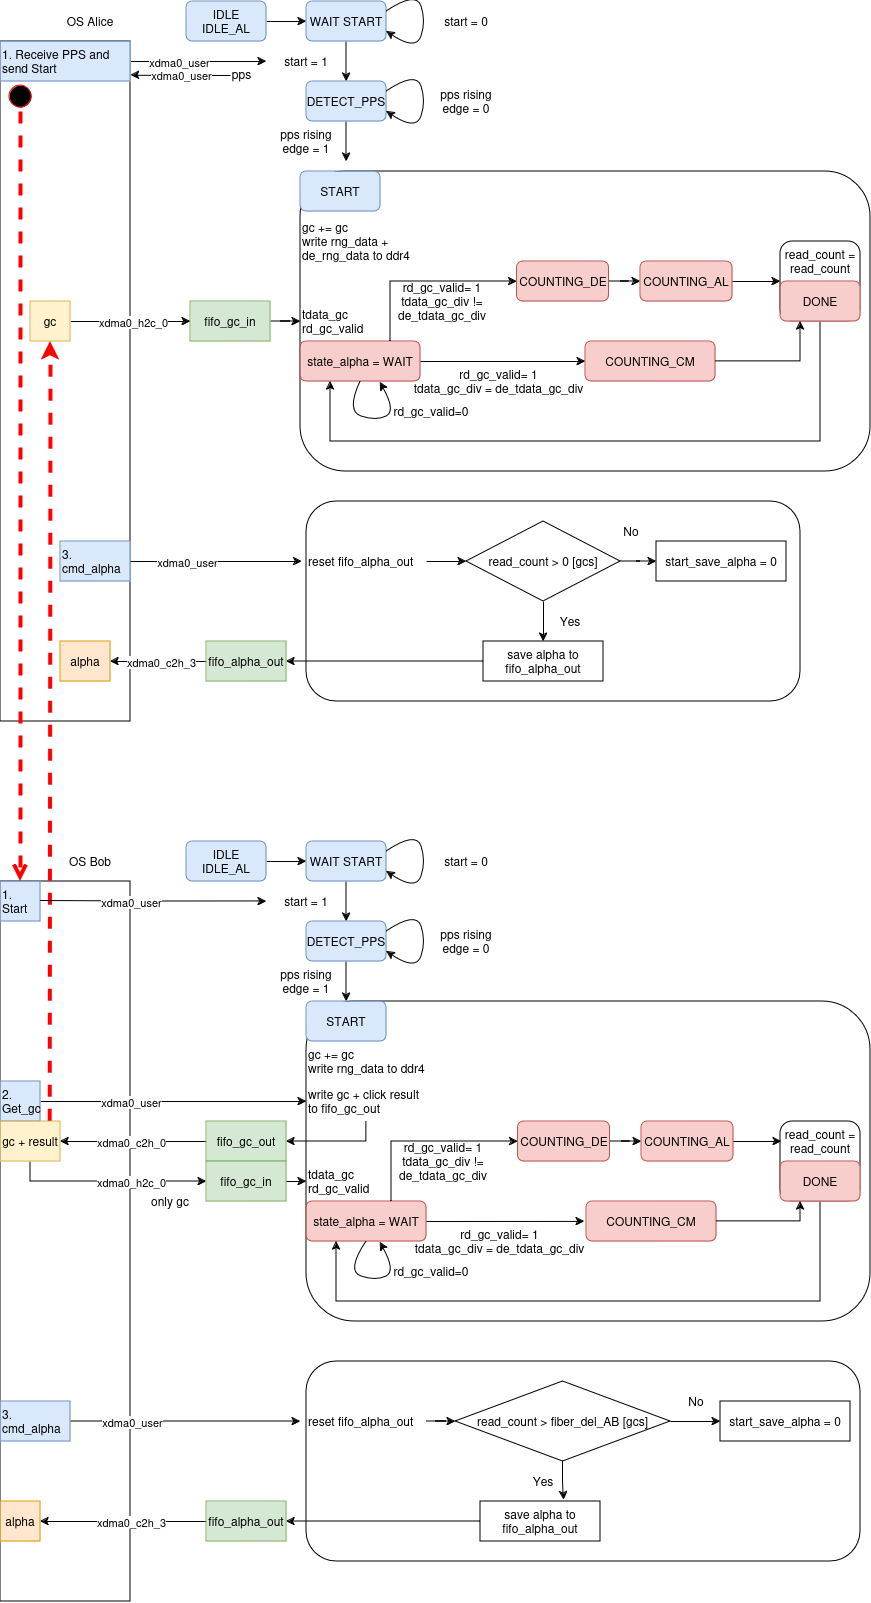 OS Alice
IDLE
IDLE_AL
WAIT START
start = 0
1. Receive PPS and
send Start
xdma0_user
xdma0_user
pps
start = 1
DETECT_PPS
pps rising
edge = 0
pps rising
edge = 1
START
gc += gc
write rng_data +
de_rng_data to ddr4
rd_gc_valid= 1
tdata_gc_div !=
de_tdata_gc_div
COUNTING_DE
COUNTING_AL
read_count =
read_count
DONE
gc
xdma0_h2c_0
fifo_gc_in
tdata_gc
rd_gc_valid
state_alpha = WAIT
rd_gc_valid= 1
tdata_gc_div = de_tdata_gc_div
COUNTING_CM
rd_gc_valid=0
3.
cmd_alpha
xdma0_user
reset fifo_alpha_out
read_count > 0 [gcs]
No
start_save_alpha = 0
Yes
alpha
xdma0_c2h_3
fifo_alpha_out
save alpha to
fifo_alpha_out
OS Bob
IDLE
IDLE_AL
WAIT START
start = 0
1.
Start
xdma0_user
start = 1
DETECT_PPS
pps rising
edge = 0
pps rising
edge = 1
START
gc += gc
write rng_data to ddr4
2.
Get_gc
xdma0_user
write gc + click result
to fifo_gc_out
gc + result
xdma0_c2h_0
fifo_gc_out
xdma0_h2c_0
only gc
fifo_gc_in
tdata_gc
rd_gc_valid
rd_gc_valid= 1
tdata_gc_div !=
de_tdata_gc_div
COUNTING_DE
COUNTING_AL
read_count =
read_count
DONE
state_alpha = WAIT
rd_gc_valid= 1
tdata_gc_div = de_tdata_gc_div
COUNTING_CM
rd_gc_valid=0
3.
cmd_alpha
xdma0_user
reset fifo_alpha_out
read_count > fiber_del_AB [gcs]
No
start_save_alpha = 0
Yes
alpha
xdma0_c2h_3
fifo_alpha_out
save alpha to
fifo_alpha_out